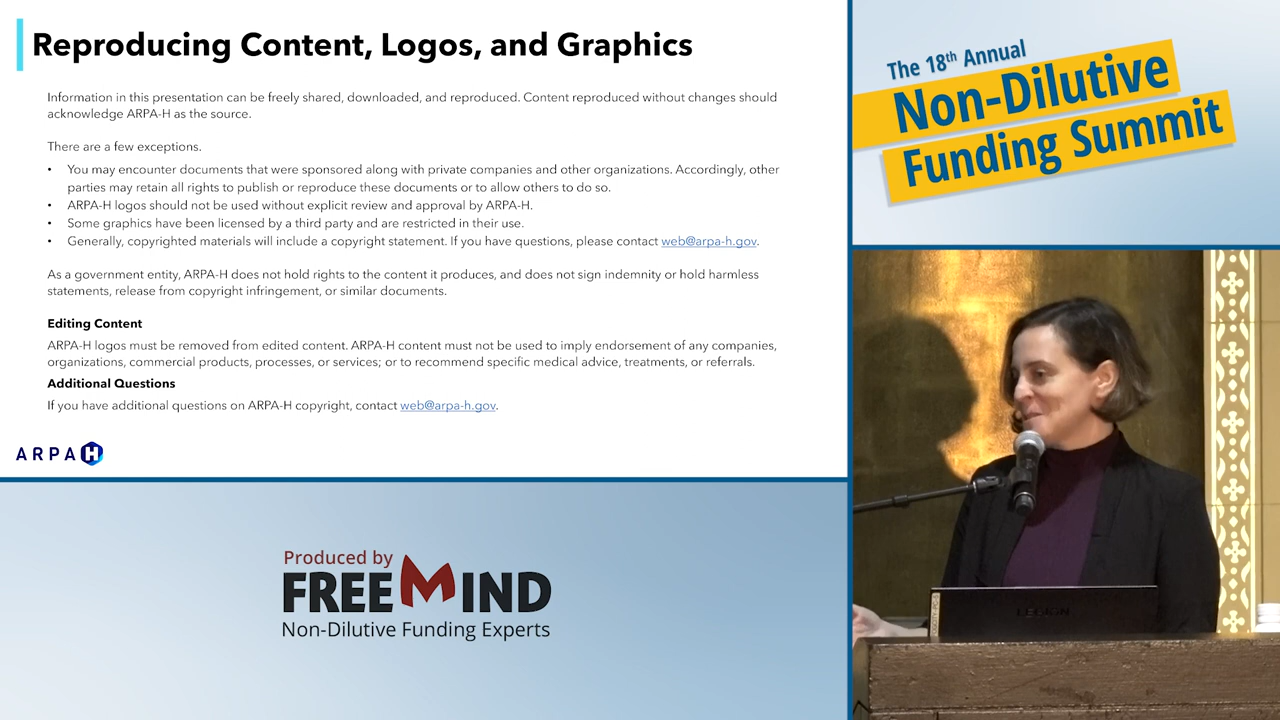 Reproducing Content, Logos, and Graphics
Information in this presentation can be freely shared, downloaded, and reproduced. Content reproduced without changes should
acknowledge ARPA-H as the source.
There are a few exceptions.
• You may encounter documents that were sponsored along with private companies and other organizations. Accordingly, other
parties may retain all rights to publish or reproduce these documents or to allow others to do so.
• ARPA-H logos should not be used without explicit review and approval by ARPA-H.
• Some graphics have been licensed by a third party and are restricted in their use.
• Generally, copyrighted materials will include a copyright statement. If you have questions, please contact web@arpa-h.gov.
As a government entity, ARPA-H does not hold rights to the content it produces, and does not sign indemnity or hold harmless
statements, release from copyright infringement, or similar documents.
Editing Content
ARPA-H logos must be removed from edited content. ARPA-H content must not be used to imply endorsement of any companies,
organizations, commercial products, processes, or services; or to recommend specific medical advice, treatments, or referrals.
Additional Questions
If you have additional questions on ARPA-H copyright, contact web@arpa-h.gov.
ARPA H
The 18th Annual
Non-Dilutive
Funding Summit
Produced by
FREEMIND
Non-Dilutive Funding Experts
LEGION